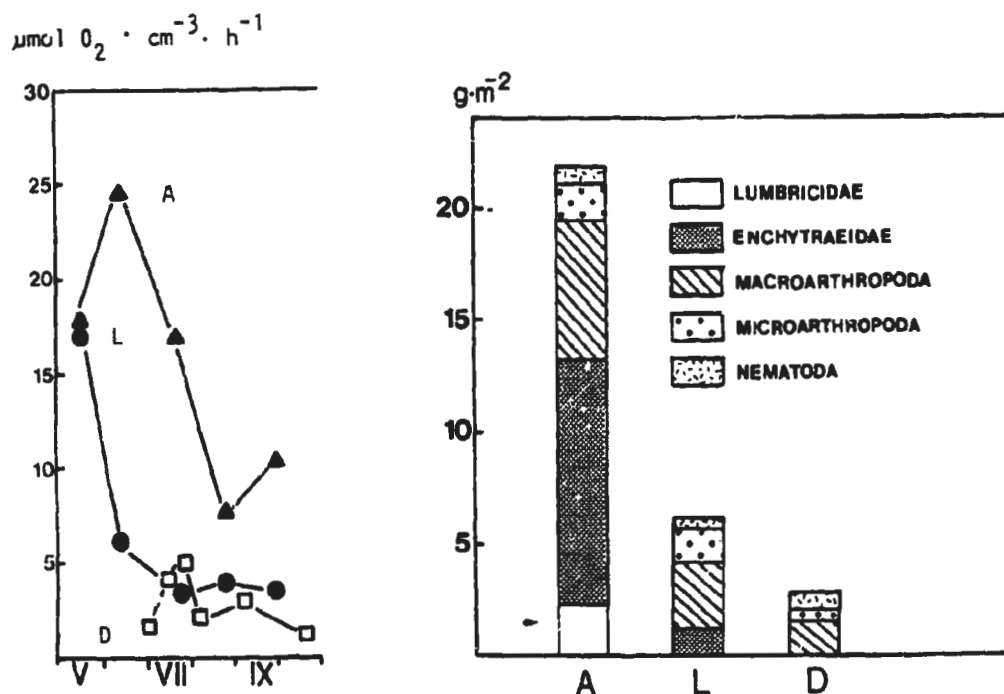 µmol O₂ · cm⁻³ · h⁻¹
30
25
20
15
10
5
A
L
D
V VII IX
g·m⁻²
20
15
10
5
LUMBRICIDAE
ENCHYTRAEIDAE
MACROARTHROPODA
MICROARTHROPODA
NEMATODA
A L D